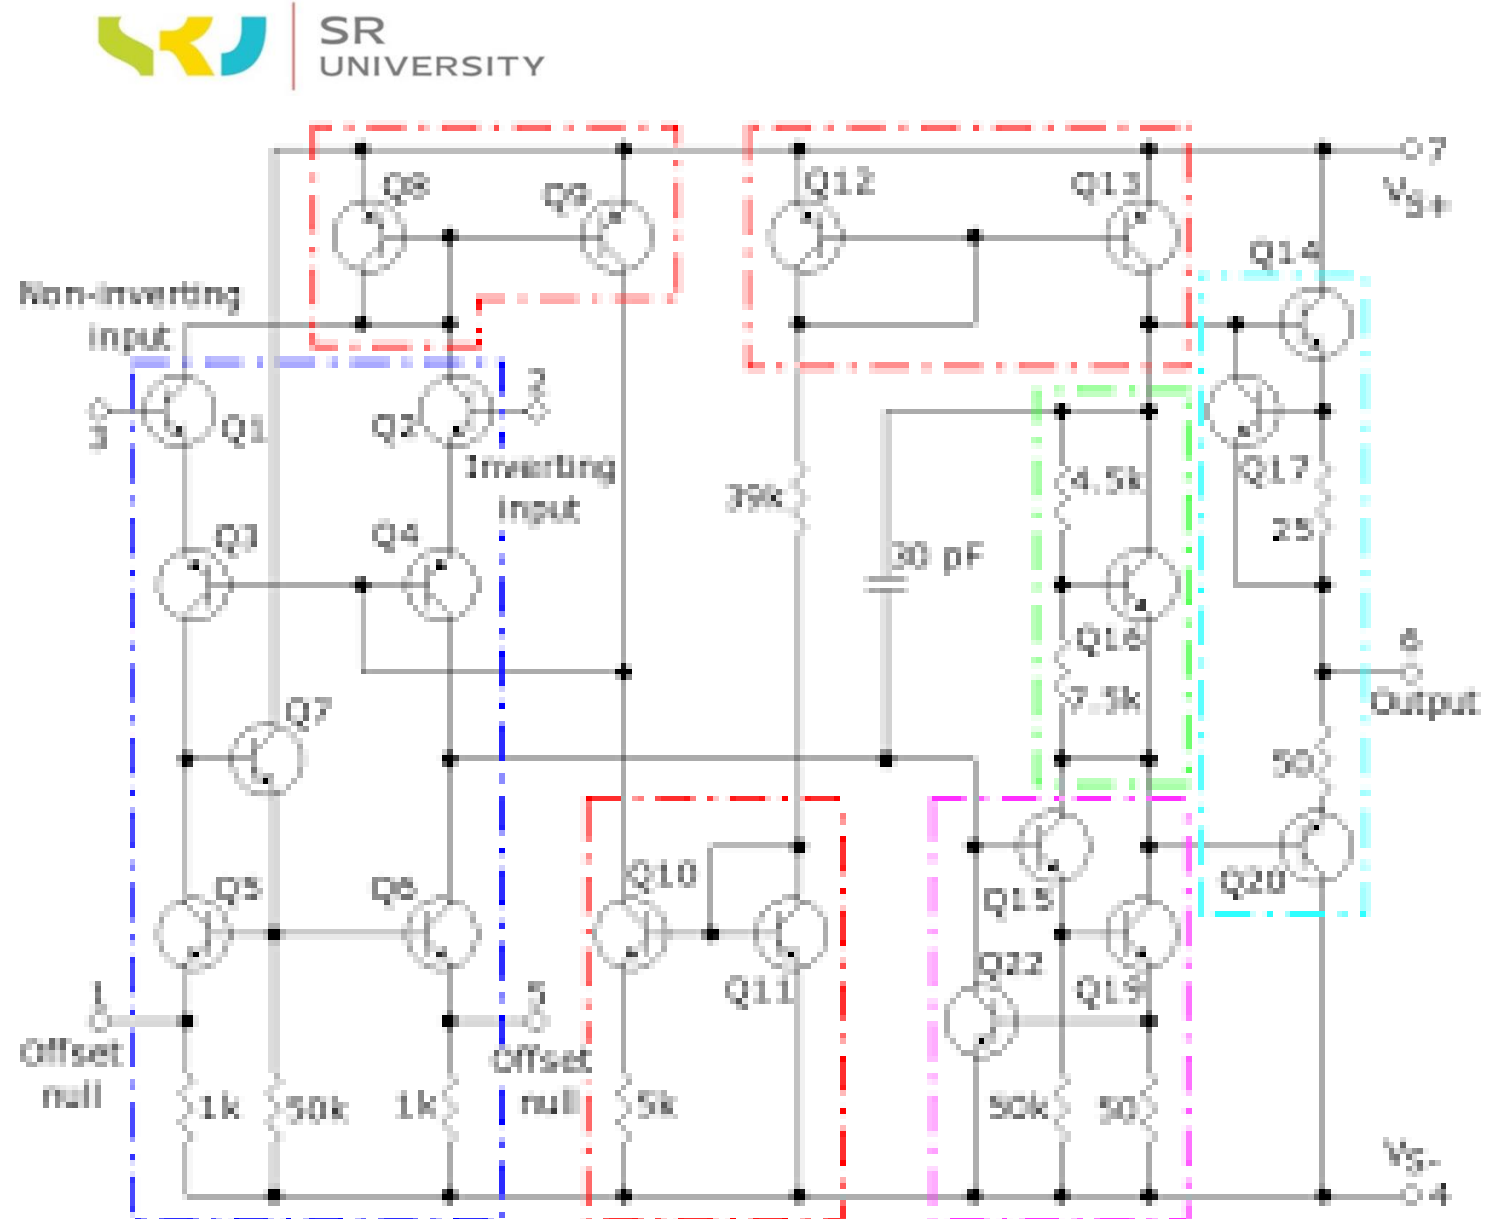 SR
UNIVERSITY
Q8
Q9
Q12
Q13
7
VS+
Q14
Non-inverting
input
3
Q1
Q2
2
Inverting
input
Q17
4.5k
39k
25
Q3
Q4
30 pF
Q16
6
Output
7.5k
Q7
50
Q5
Q6
Q10
Q15
Q20
Q22
Q11
Q19
1
Offset
null
5
Offset
null
1k
50k
1k
5k
50k
50
VS-
4